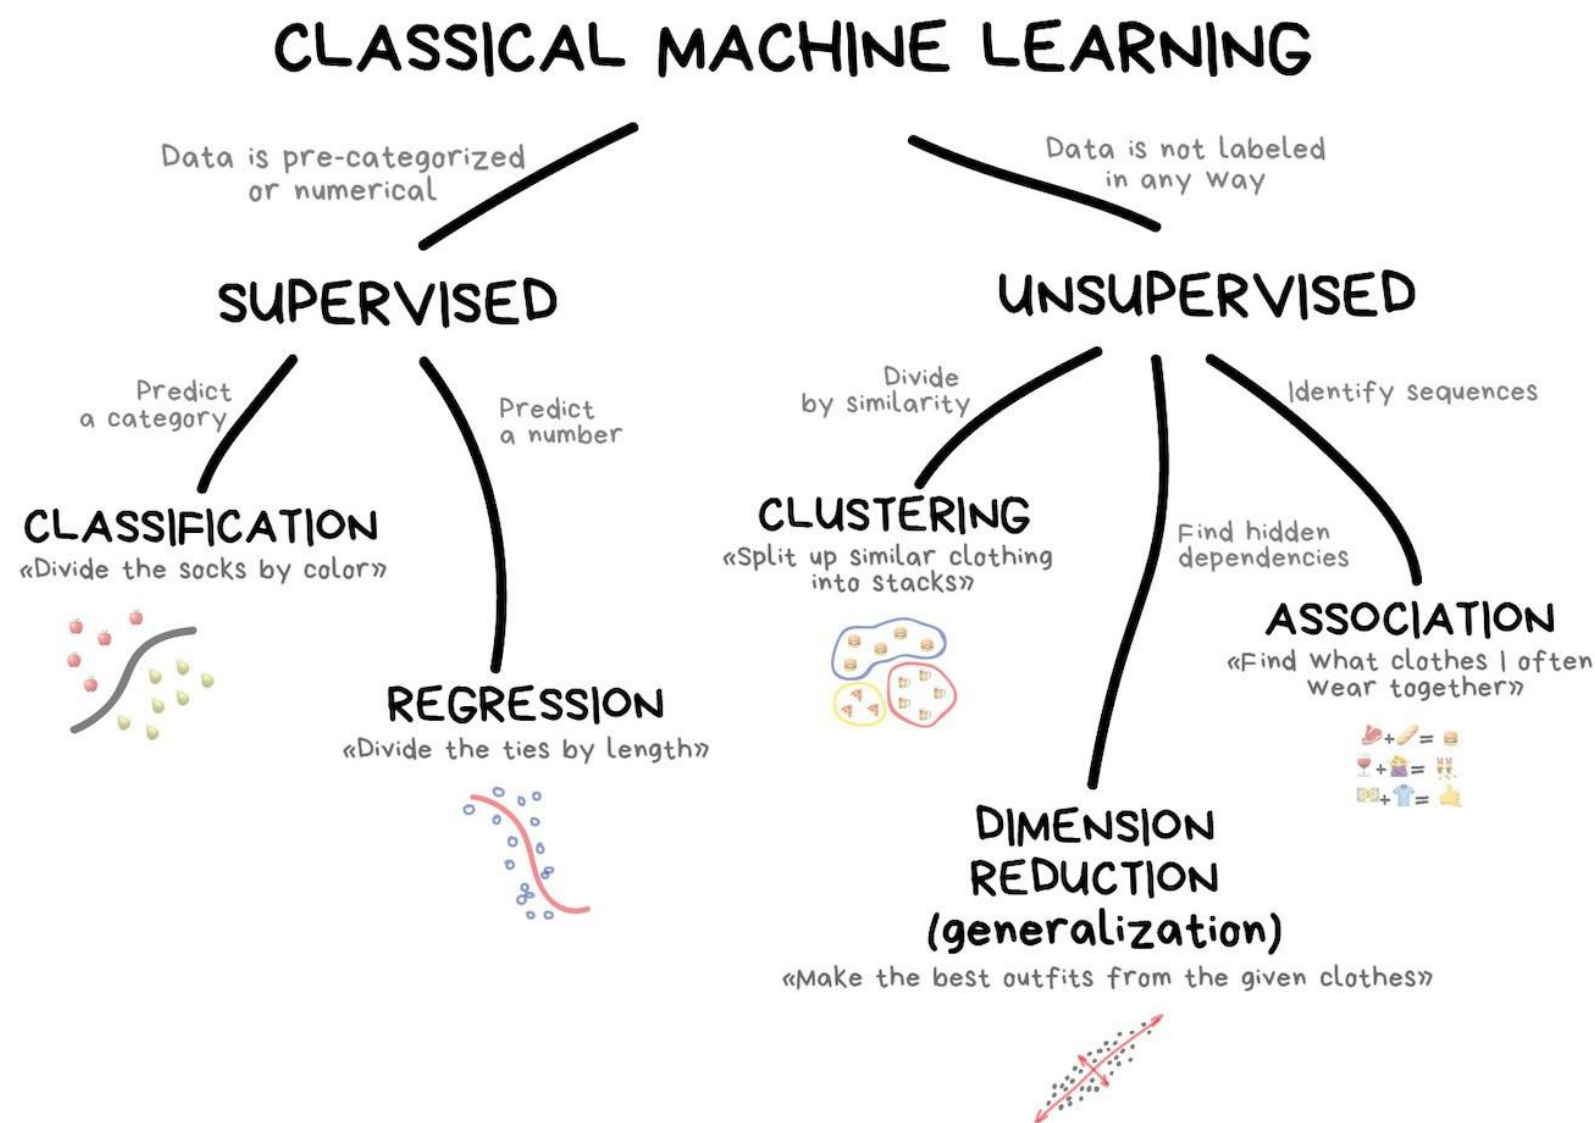 CLASSICAL MACHINE LEARNING
Data is pre-categorized
or numerical
Data is not labeled
in any way
SUPERVISED
UNSUPERVISED
Predict
a category
Predict
a number
Divide
by similarity
Identify sequences
CLASSIFICATION
«Divide the socks by color»
CLUSTERING
«Split up similar clothing
into stacks»
Find hidden
dependencies
ASSOCIATION
«Find what clothes I often
wear together»
REGRESSION
«Divide the ties by length»
+ =
+ =
+ =
DIMENSION
REDUCTION
(generalization)
«Make the best outfits from the given clothes»